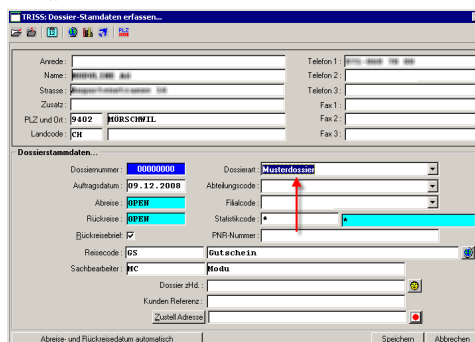 TRISS: Dossier-Stamdaten erfassen...
Anrede : Telefon 1 :
Name : Telefon 2 :
Strasse : Telefon 3 :
Zusatz : Fax 1 :
PLZ und Ort : 9402 MÖRSCHWIL Fax 2 :
Landcode : CH Fax 3 :
Dossierstammdaten...
Dossiernummer : 00000000 Dossierart : Musterdossier
Auftragsdatum : 09.12.2008 Abteilungscode :
Abreise : OPEN Filialcode :
Rückreise : OPEN Statistikcode : * *
Rückreisebrief: PNR-Nummer :
Reisecode : GS Gutschein
Sachbearbeiter : MC Modu
Dossier zHd. :
Kunden Referenz :
Zustell Adresse
Abreise- und Rückreisedatum automatisch Speichern Abbrechen